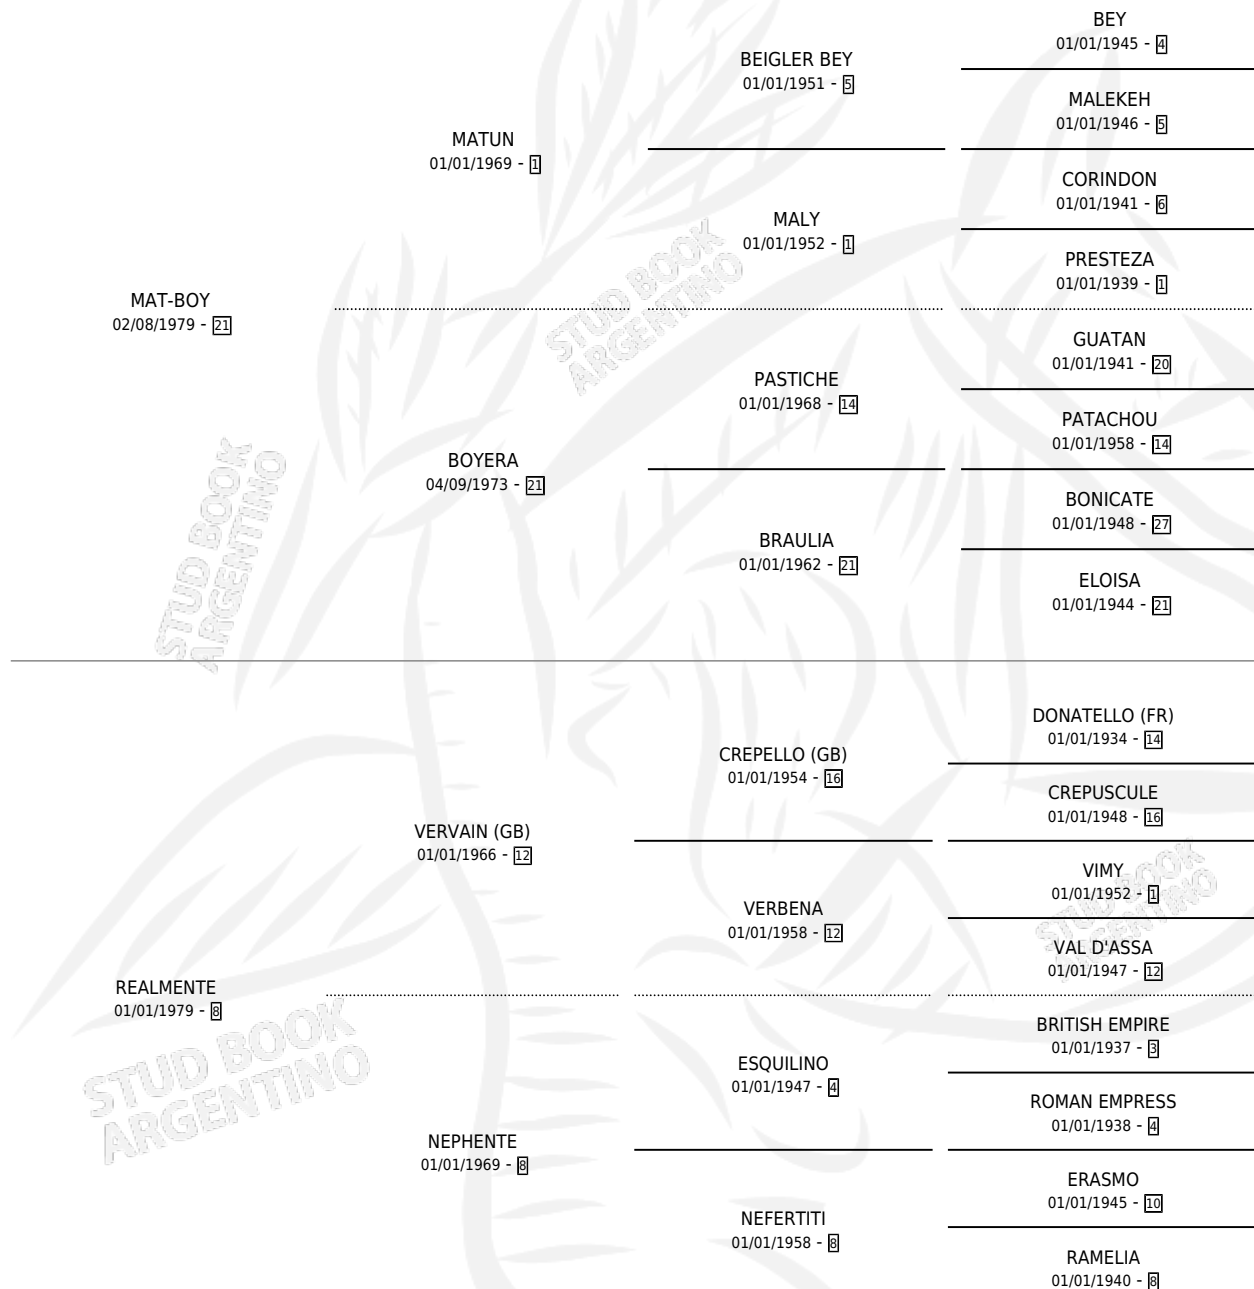 BEY
01/01/1945 - 4
BEIGLER BEY
01/01/1951 - 5
MALEKEH
01/01/1946 - 5
MATUN
01/01/1969 - 1
CORINDON
01/01/1941 - 6
MALY
01/01/1952 - 1
PRESTEZA
01/01/1939 - 1
MAT-BOY
02/08/1979 - 21
GUATAN
01/01/1941 - 20
PASTICHE
01/01/1968 - 14
PATACHOU
01/01/1958 - 14
BOYERA
04/09/1973 - 21
BONICATE
01/01/1948 - 27
BRAULIA
01/01/1962 - 21
ELOISA
01/01/1944 - 21
DONATELLO (FR)
01/01/1934 - 14
CREPELLO (GB)
01/01/1954 - 16
CREPUSCULE
01/01/1948 - 16
VERVAIN (GB)
01/01/1966 - 12
VIMY
01/01/1952 - 1
VERBENA
01/01/1958 - 12
VAL D'ASSA
01/01/1947 - 12
REALMENTE
01/01/1979 - 8
BRITISH EMPIRE
01/01/1937 - 3
ESQUILINO
01/01/1947 - 4
ROMAN EMPRESS
01/01/1938 - 4
NEPHENTE
01/01/1969 - 8
ERASMO
01/01/1945 - 10
NEFERTITI
01/01/1958 - 8
RAMELIA
01/01/1940 - 8
STUD BOOK
ARGENTINO
STUD BOOK
ARGENTINO
STUD BOOK
ARGENTINO
STUD BOOK
ARGENTINO